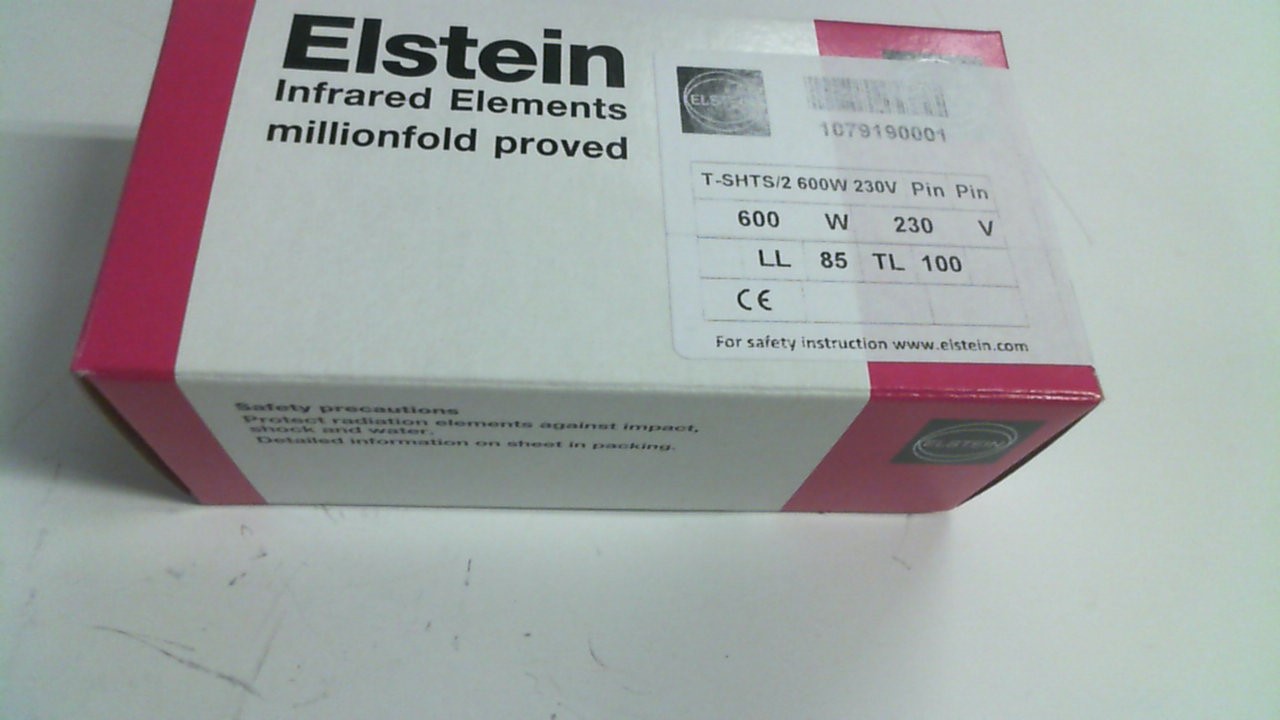 Elstein
Infrared Elements
millionfold proved
ELSTEIN
1079190001
T-SHTS/2 600W 230V Pin Pin
600 W 230 V
LL 85 TL 100
CE
For safety instruction www.elstein.com
Safety precautions
Protect radiation elements against impact,
shock and water.
Detailed information on sheet in packing.
ELSTEIN